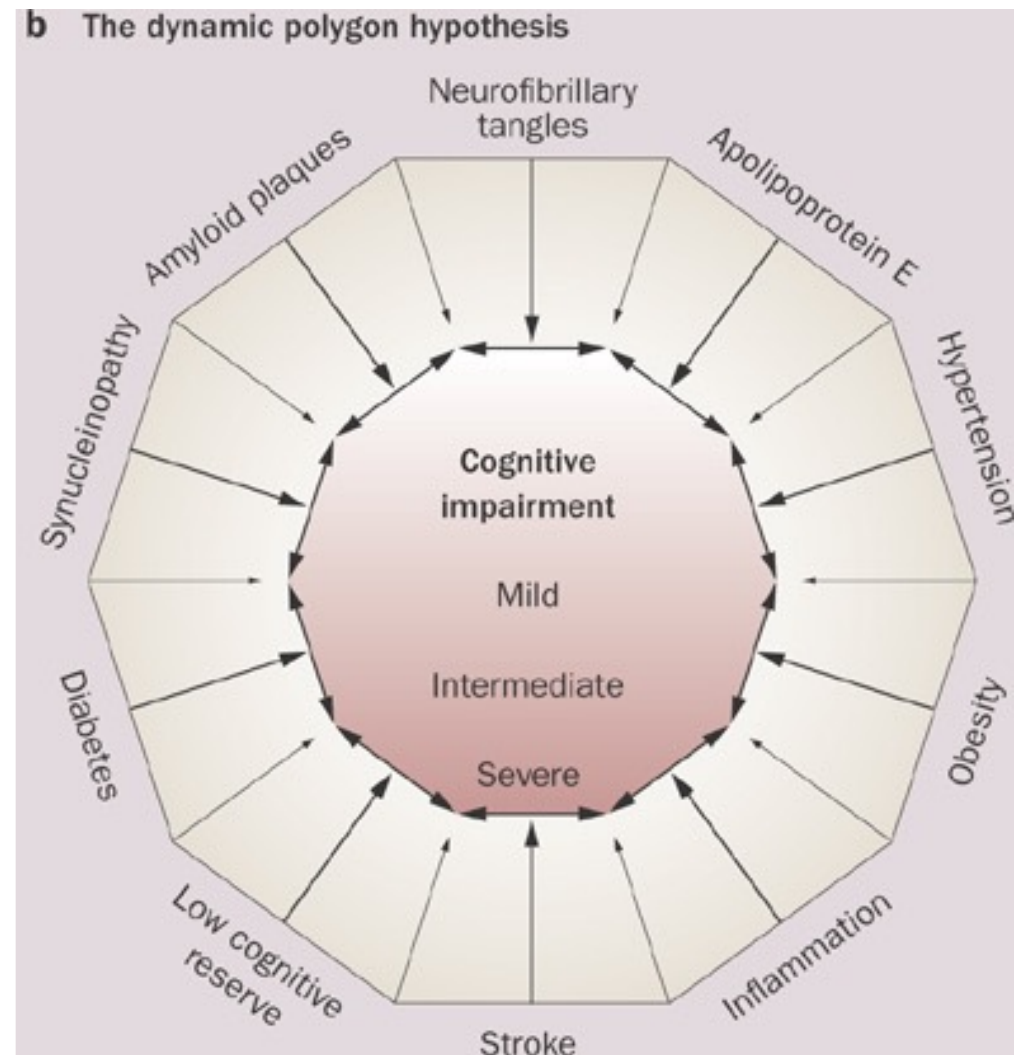 b The dynamic polygon hypothesis
Neurofibrillary
tangles
Apolipoprotein E
Hypertension
Obesity
Inflammation
Stroke
Low cognitive
reserve
Diabetes
Synucleinopathy
Amyloid plaques
Cognitive
impairment
Mild
Intermediate
Severe